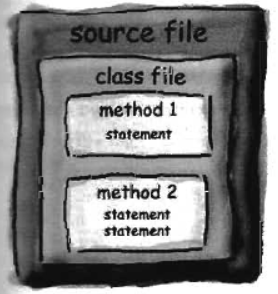 source file
class file
method 1
statement
method 2
statement
statement